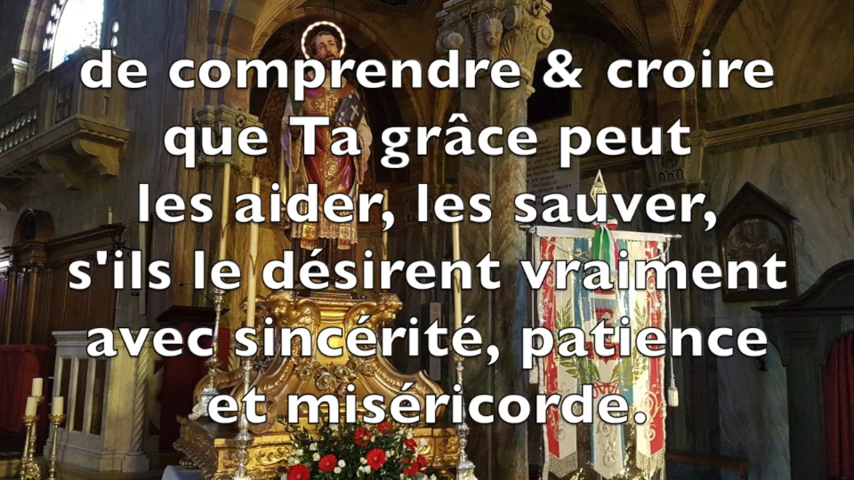 de comprendre & croire
que Ta grâce peut
les aider, les sauver,
s'ils le désirent vraiment
avec sincérité, patience
et miséricorde.